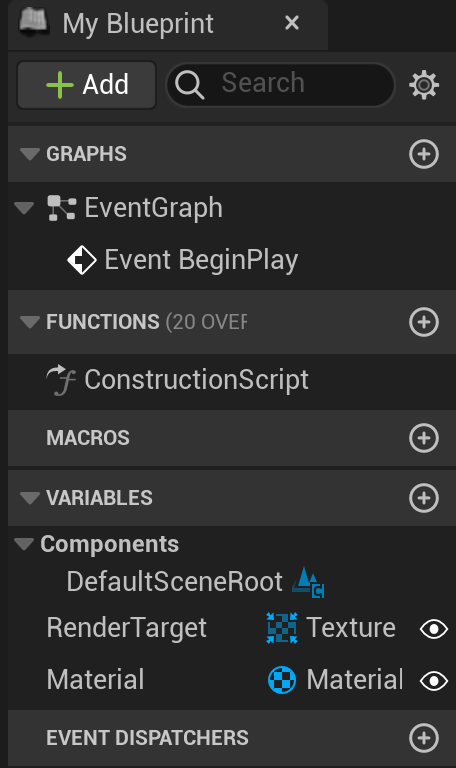 My Blueprint
Add Search
GRAPHS
EventGraph
Event BeginPlay
FUNCTIONS (20 OVER
ConstructionScript
MACROS
VARIABLES
Components
DefaultSceneRoot
RenderTarget Texture
Material Material
EVENT DISPATCHERS